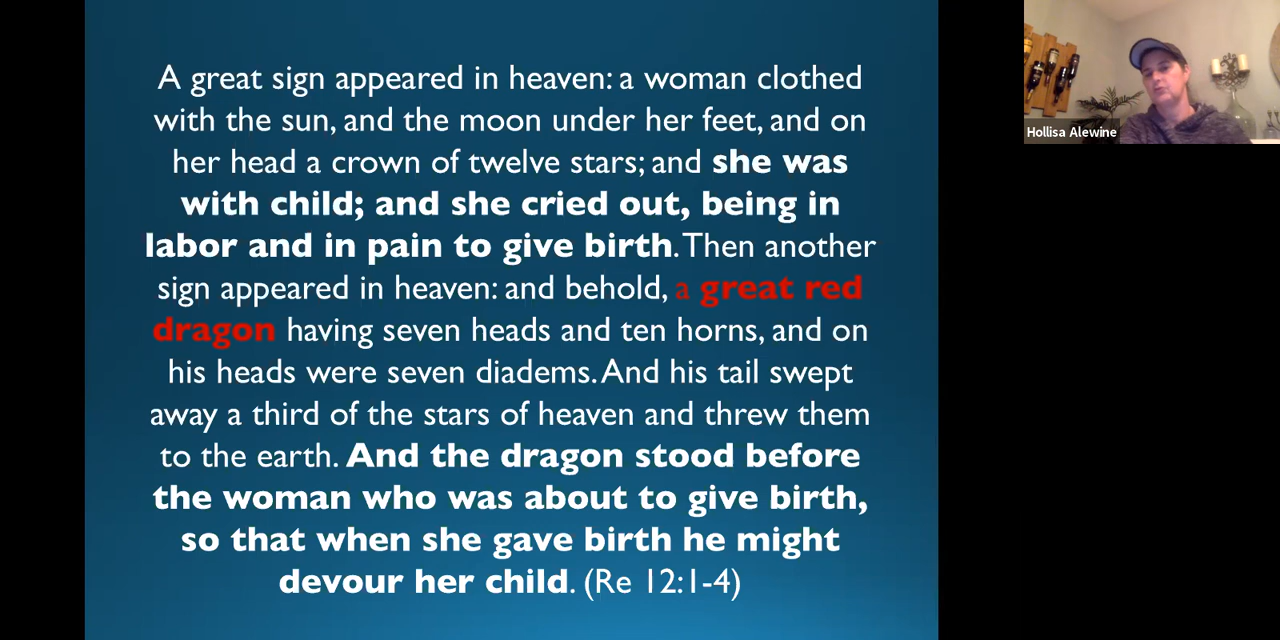 A great sign appeared in heaven: a woman clothed
with the sun, and the moon under her feet, and on
her head a crown of twelve stars; and she was
with child; and she cried out, being in
labor and in pain to give birth. Then another
sign appeared in heaven: and behold, a great red
dragon having seven heads and ten horns, and on
his heads were seven diadems. And his tail swept
away a third of the stars of heaven and threw them
to the earth. And the dragon stood before
the woman who was about to give birth,
so that when she gave birth he might
devour her child. (Re 12:1-4)
Hollisa Alewine